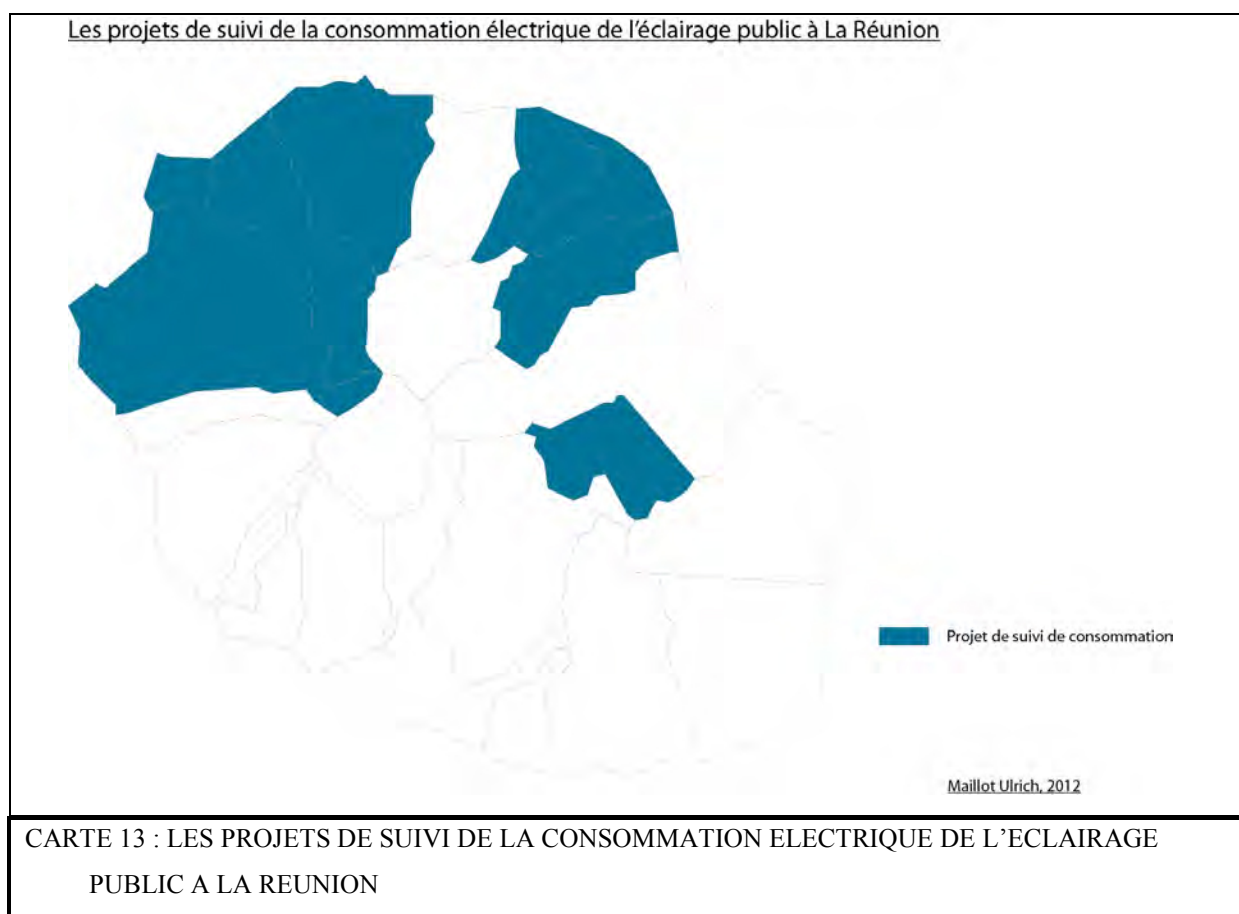 Les projets de suivi de la consommation électrique de l'éclairage public à La Réunion
Projet de suivi de consommation
Maillot Ulrich, 2012
CARTE 13 : LES PROJETS DE SUIVI DE LA CONSOMMATION ELECTRIQUE DE L'ECLAIRAGE
PUBLIC A LA REUNION